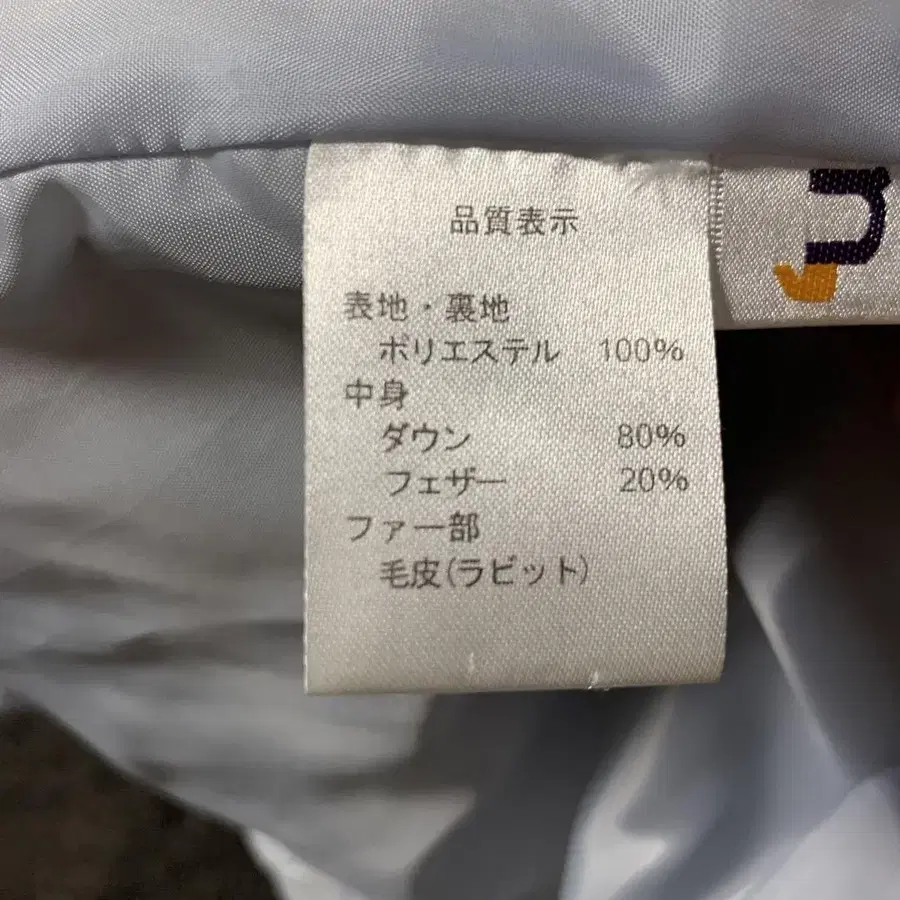 品質表示
表地・裏地
ポリエステル 100%
中身
ダウン 80%
フェザー 20%
ファー部
毛皮(ラビット)